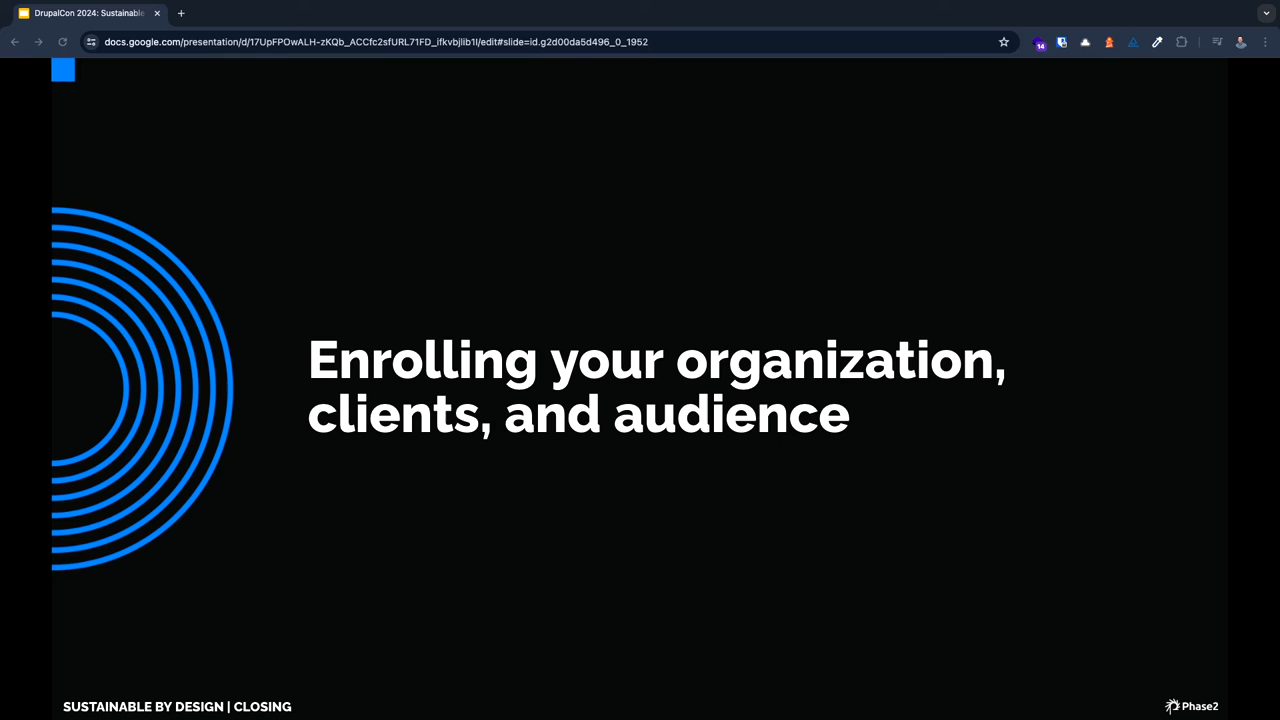 DrupalCon 2024: Sustainable
docs.google.com/presentation/d/17UpFPOwALH-zKQb_ACCfc2sfURL71FD_ifkvbjlib1I/edit#slide=id.g2d00da5d496_0_1952
14
Enrolling your organization,
clients, and audience
SUSTAINABLE BY DESIGN | CLOSING
Phase2